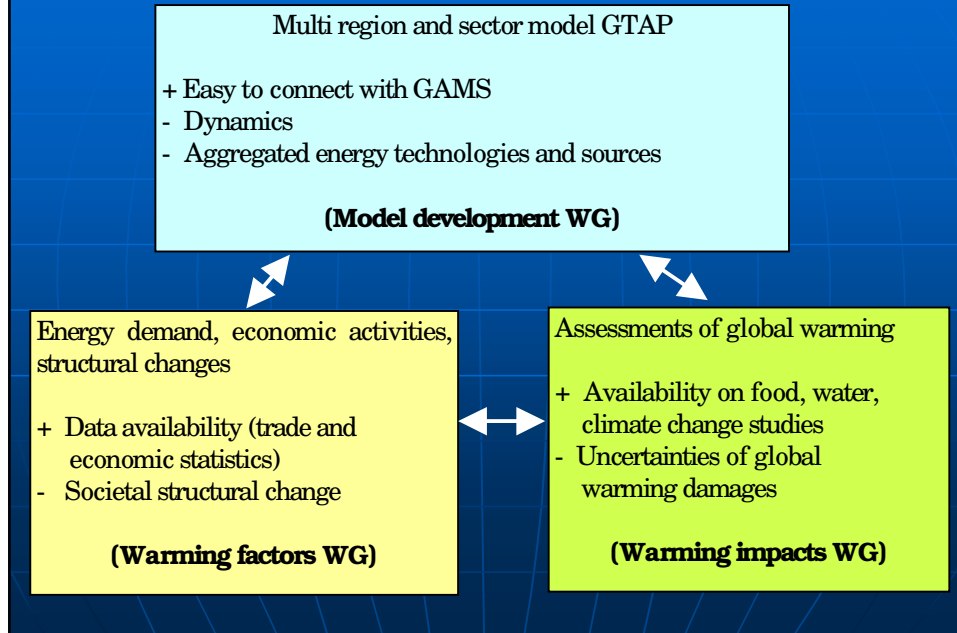 Multi region and sector model GTAP
+ Easy to connect with GAMS
- Dynamics
- Aggregated energy technologies and sources
(Model development WG)
Energy demand, economic activities,
structural changes
+ Data availability (trade and
economic statistics)
- Societal structural change
(Warming factors WG)
Assessments of global warming
+ Availability on food, water,
climate change studies
- Uncertainties of global
warming damages
(Warming impacts WG)